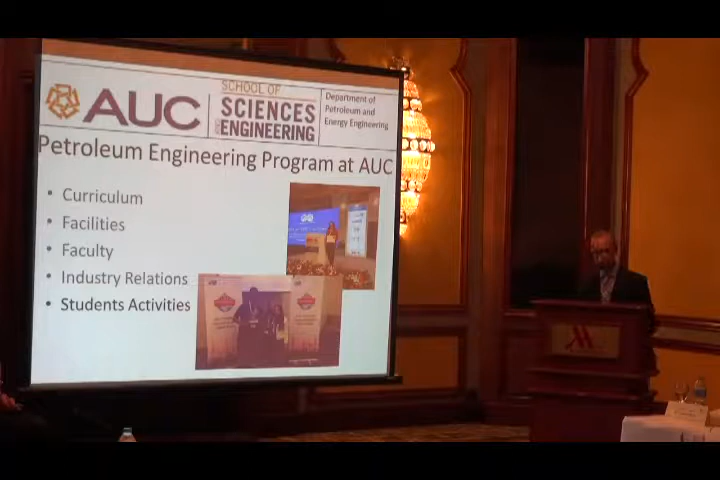 AUC
SCHOOL OF
SCIENCES
AND ENGINEERING
Department of
Petroleum and
Energy Engineering
Petroleum Engineering Program at AUC
• Curriculum
• Facilities
• Faculty
• Industry Relations
• Students Activities